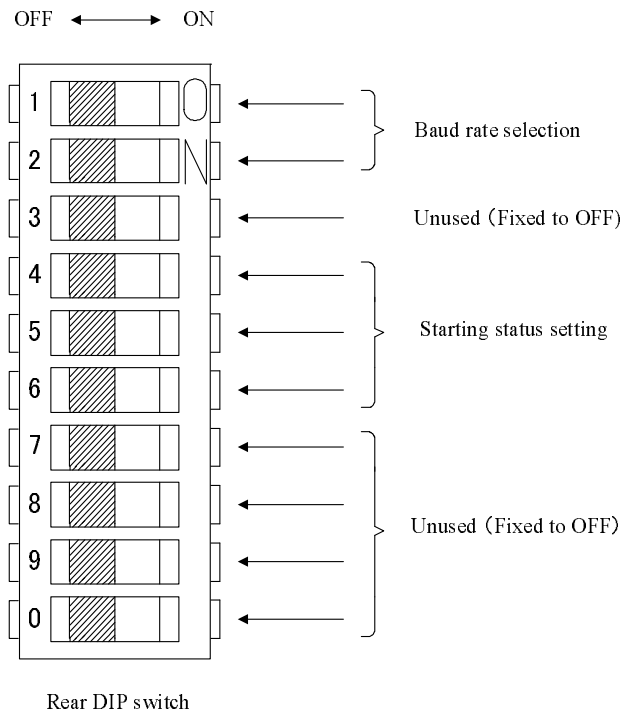 OFF ON
1 O
Baud rate selection
2 N
3 Unused (Fixed to OFF)
4
5 Starting status setting
6
7
8 Unused (Fixed to OFF)
9
0
Rear DIP switch